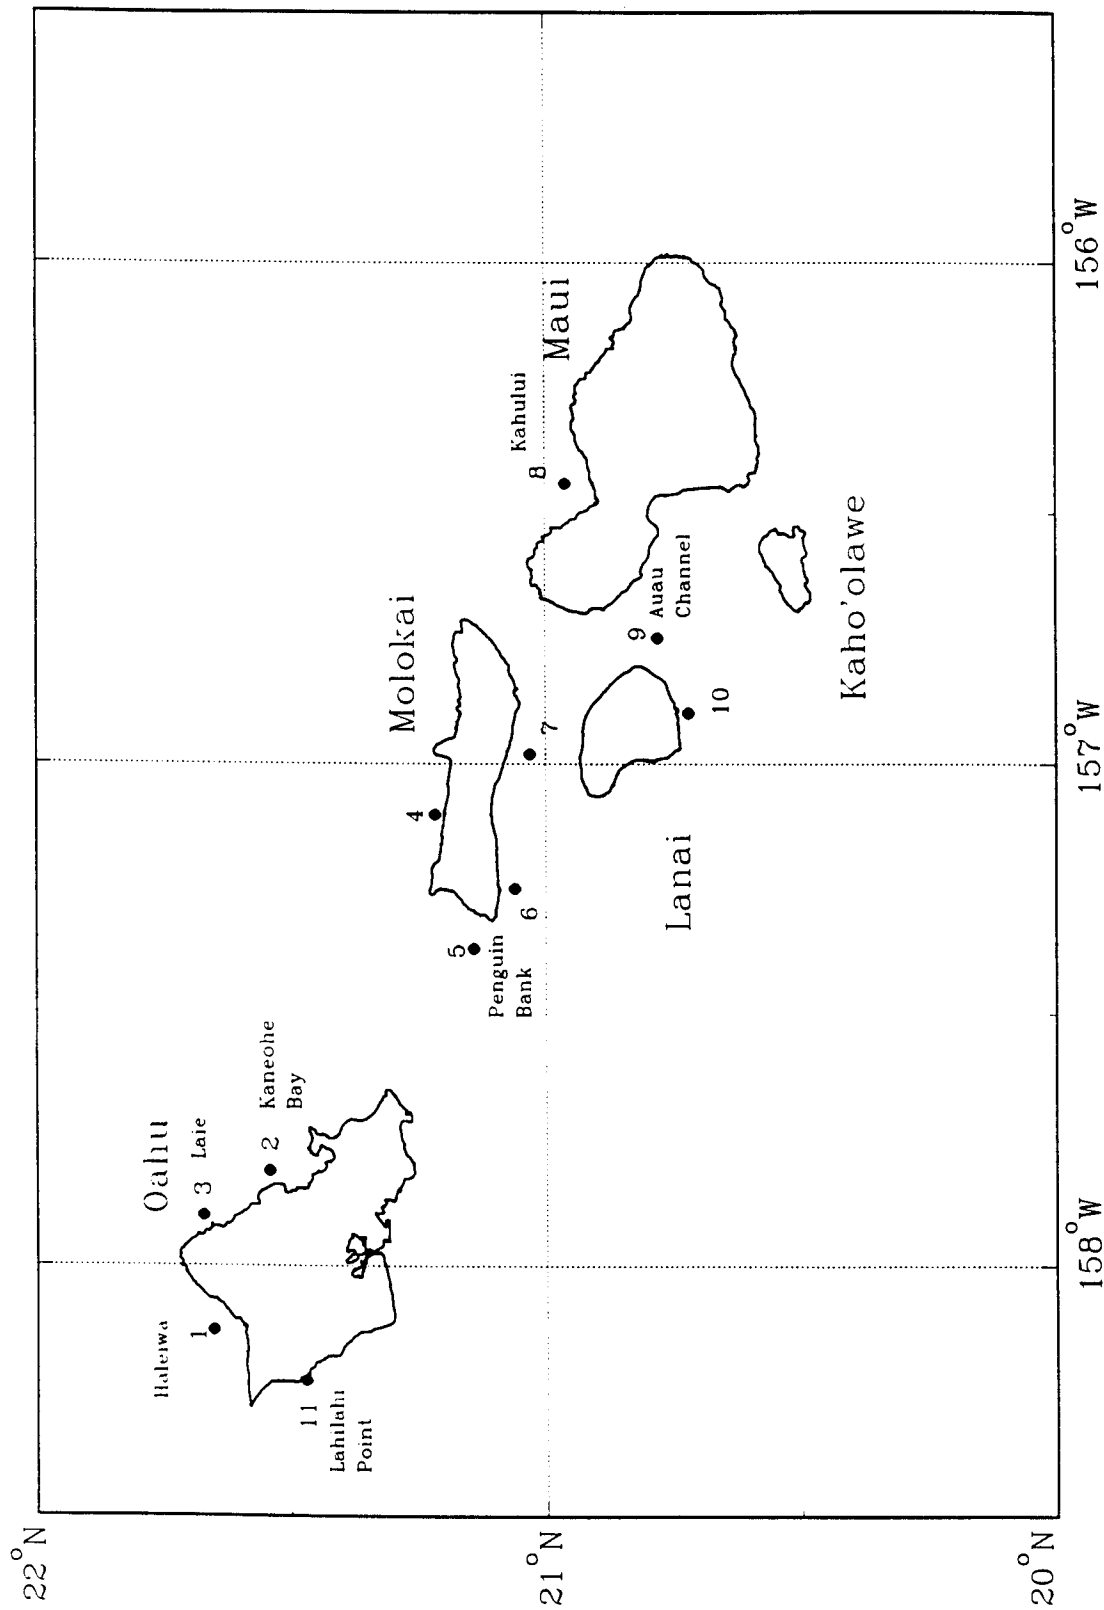 22°N
21°N
20°N
158°W
157°W
156°W
Oahu
Haleiwa
1
3 Laie
2 Kaneohe
Bay
11
Lahilahi
Point
Molokai
4
5
Penguin
Bank
6
7
Lanai
10
9
Auau
Channel
Maui
8
Kahului
Kaho'olawe